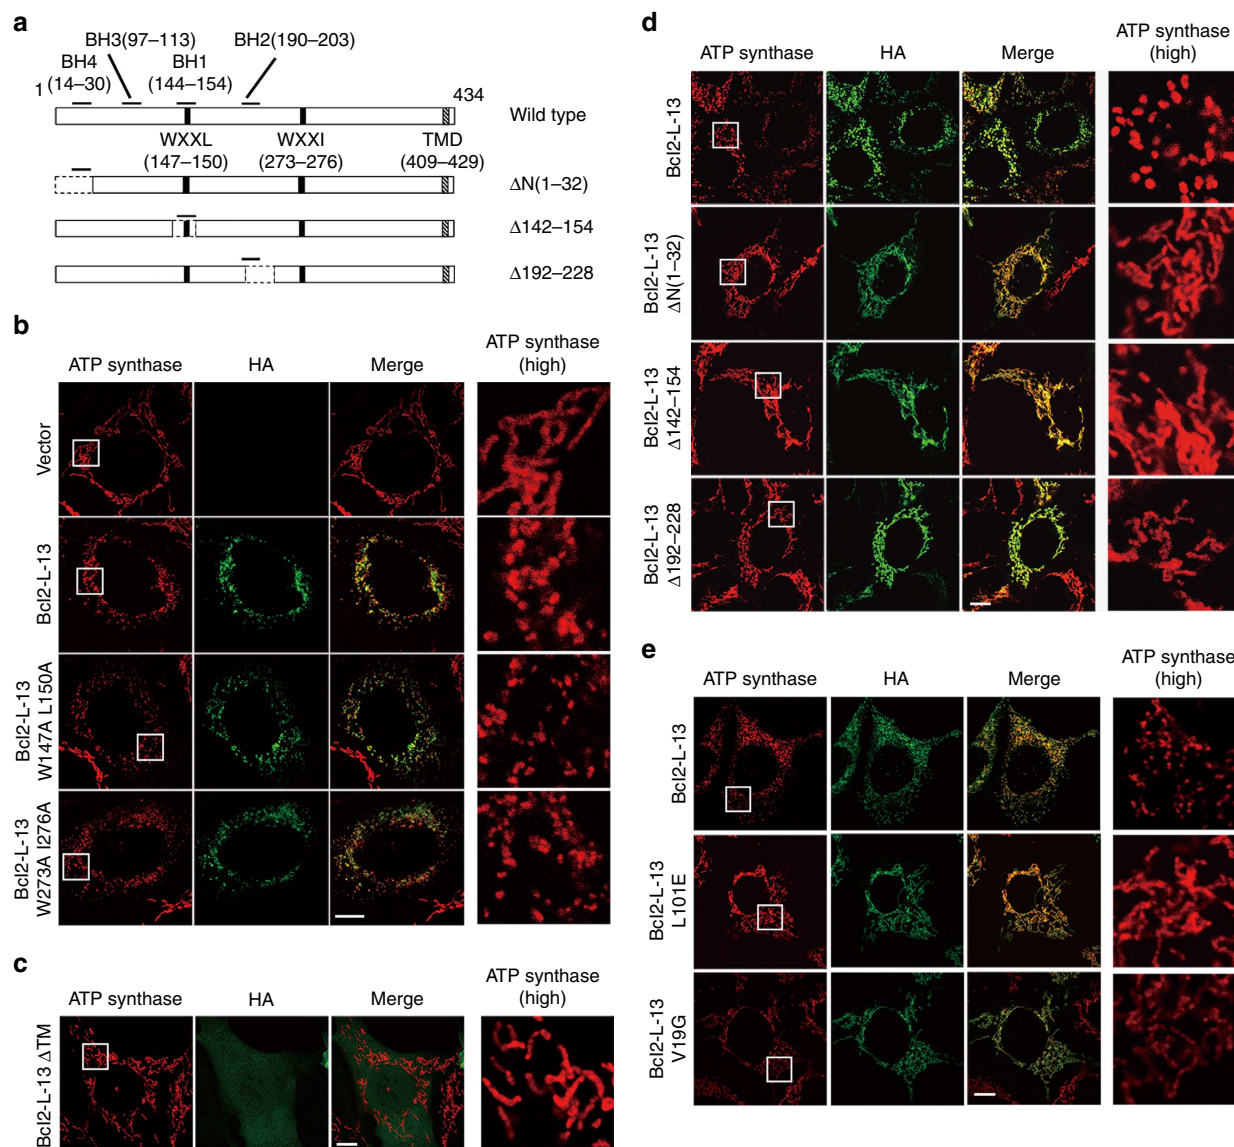 a
BH3(97–113)
BH2(190–203)
BH4
(14–30)
BH1
(144–154)
1
434
Wild type
WXXL
(147–150)
WXXI
(273–276)
TMD
(409–429)
ΔN(1–32)
Δ142–154
Δ192–228
b
ATP synthase
HA
Merge
ATP synthase
(high)
Vector
Bcl2-L-13
Bcl2-L-13
W147A L150A
Bcl2-L-13
W273A I276A
c
ATP synthase
HA
Merge
ATP synthase
(high)
Bcl2-L-13 ΔTM
d
ATP synthase
HA
Merge
ATP synthase
(high)
Bcl2-L-13
Bcl2-L-13
ΔN(1–32)
Bcl2-L-13
Δ142–154
Bcl2-L-13
Δ192–228
e
ATP synthase
HA
Merge
ATP synthase
(high)
Bcl2-L-13
Bcl2-L-13
L101E
Bcl2-L-13
V19G